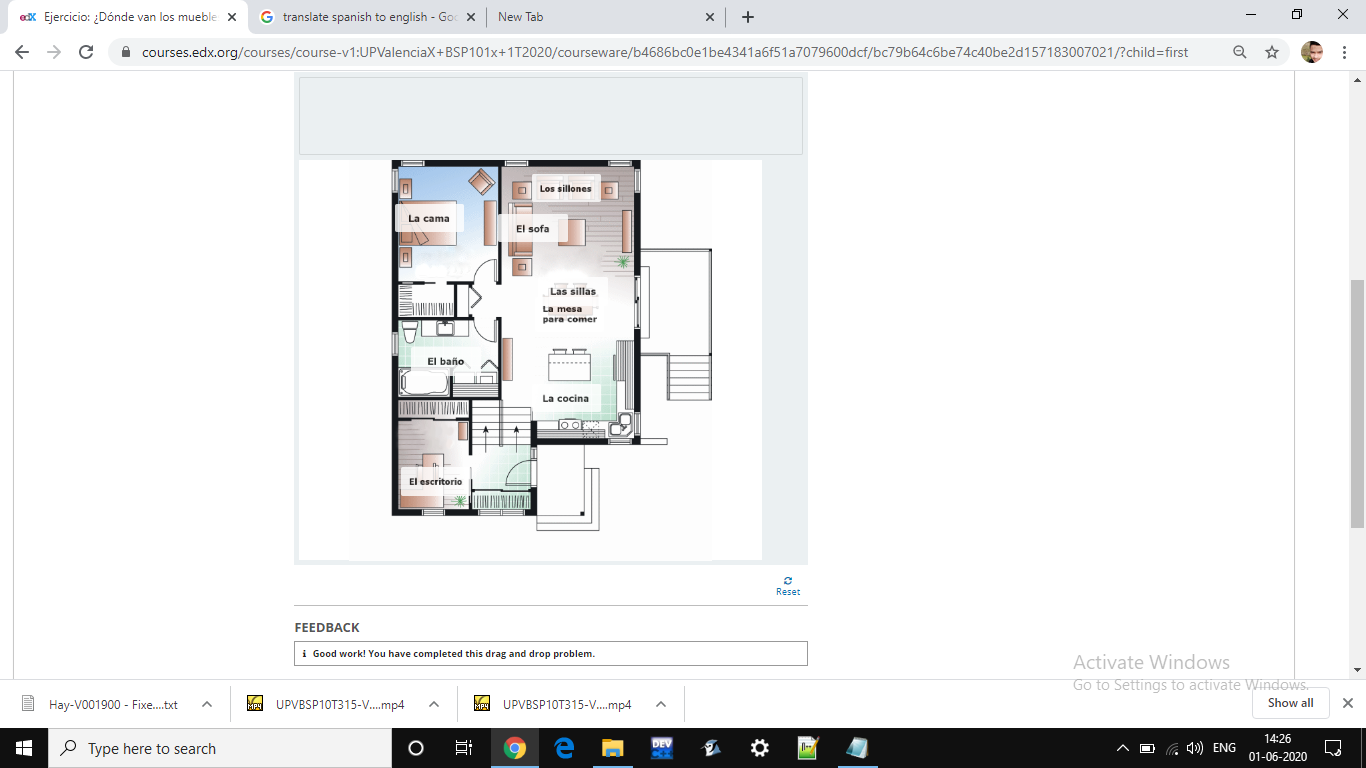 Ejercicio: ¿Dónde van los mueble
translate spanish to english - Goo
New Tab
courses.edx.org/courses/course-v1:UPValenciaX+BSP101x+1T2020/courseware/b4686bc0e1be4341a6f51a7079600dcf/bc79b64c6be74c40be2d157183007021/?child=first
Los sillones
La cama
El sofa
Las sillas
La mesa
para comer
El baño
La cocina
El escritorio
Reset
FEEDBACK
Good work! You have completed this drag and drop problem.
Activate Windows
Go to Settings to activate Windows.
Hay-V001900 - Fixe....txt
UPVBSP10T315-V....mp4
UPVBSP10T315-V....mp4
Show all
Type here to search
DEV
ENG
14:26
01-06-2020